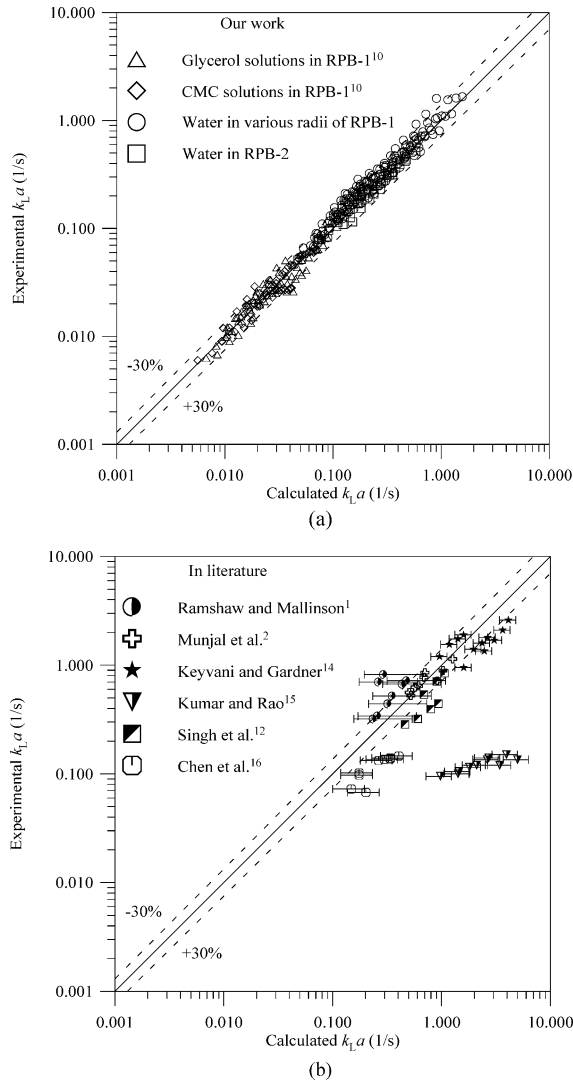 10.000
Our work
Glycerol solutions in RPB-1¹⁰
CMC solutions in RPB-1¹⁰
1.000
Water in various radii of RPB-1
Water in RPB-2
0.100
Experimental kLa (1/s)
0.010
-30%
+30%
0.001
0.001 0.010 0.100 1.000 10.000
Calculated kLa (1/s)
(a)
10.000
In literature
Ramshaw and Mallinson¹
Munjal et al.²
1.000
Keyvani and Gardner¹⁴
Kumar and Rao¹⁵
Singh et al.¹²
Chen et al.¹⁶
0.100
Experimental kLa (1/s)
0.010
-30%
+30%
0.001
0.001 0.010 0.100 1.000 10.000
Calculated kLa (1/s)
(b)